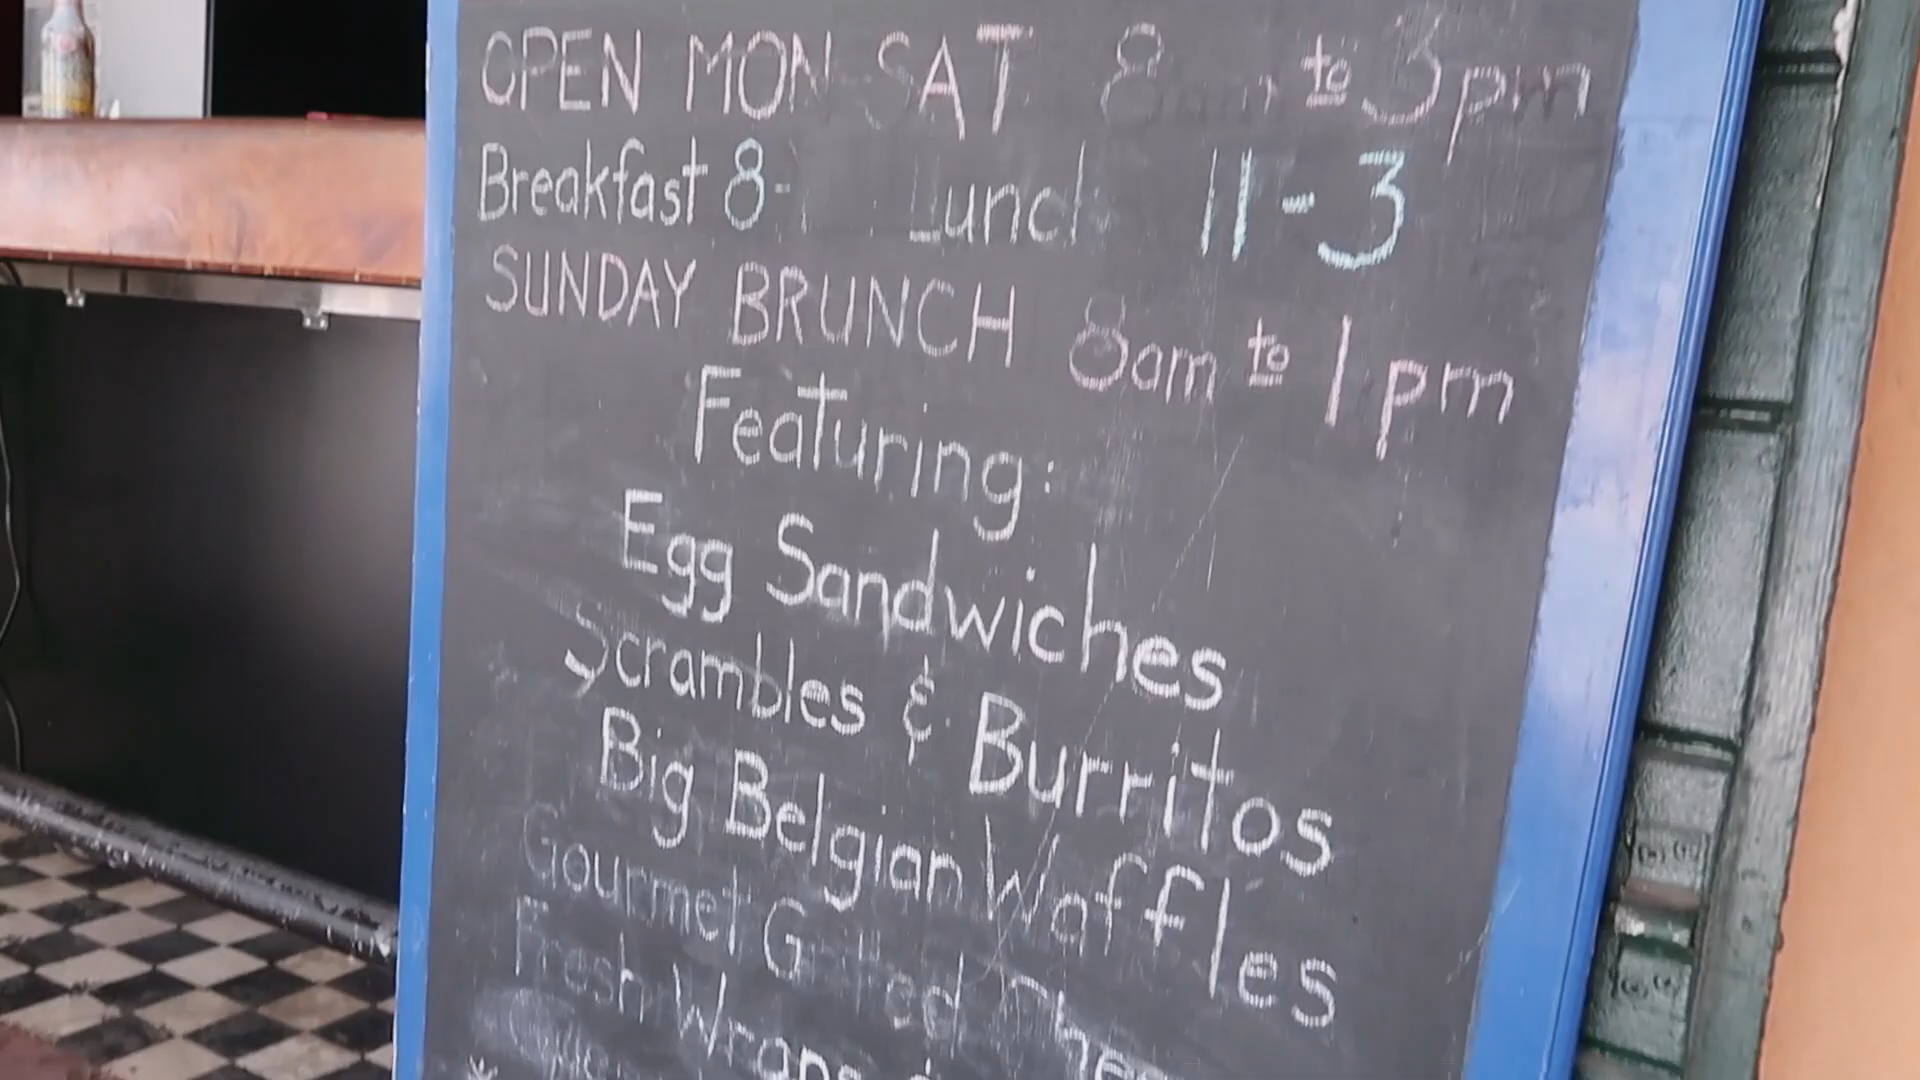 OPEN MON SAT 8am to 3pm
Breakfast 8- Lunch 11-3
SUNDAY BRUNCH 8am to 1pm
Featuring:
Egg Sandwiches
Scrambles & Burritos
Big Belgian Waffles
Gourmet Grilled
Fresh Wraps &